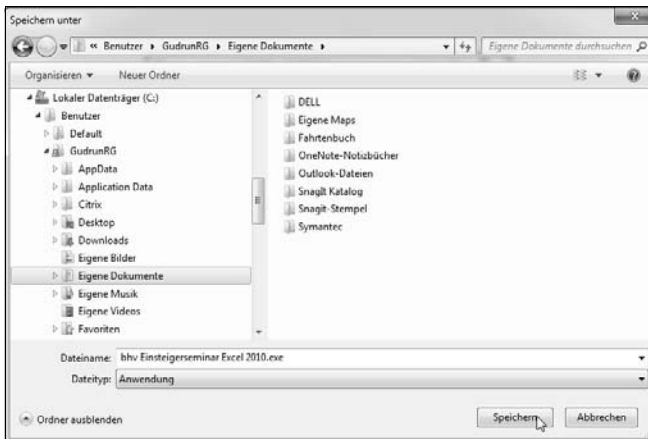 Speichern unter
« Benutzer ▸ GudrunRG ▸ Eigene Dokumente ▸
Eigene Dokumente durchsuchen
Organisieren ▾ Neuer Ordner
Lokaler Datenträger (C:)
Benutzer
Default
GudrunRG
AppData
Application Data
Citrix
Desktop
Downloads
Eigene Bilder
Eigene Dokumente
Eigene Musik
Eigene Videos
Favoriten
DELL
Eigene Maps
Fahrtenbuch
OneNote-Notizbücher
Outlook-Dateien
SnagIt Katalog
Snagit-Stempel
Symantec
Dateiname: bhv Einsteigerseminar Excel 2010.exe
Dateityp: Anwendung
Ordner ausblenden
Speichern Abbrechen